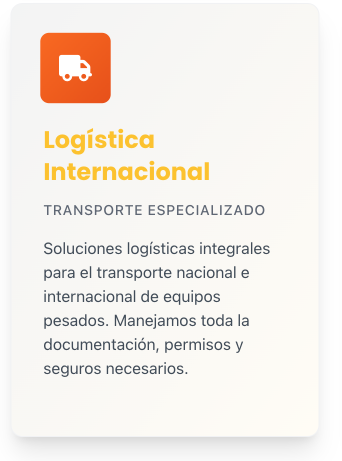 Logística
Internacional
TRANSPORTE ESPECIALIZADO
Soluciones logísticas integrales
para el transporte nacional e
internacional de equipos
pesados. Manejamos toda la
documentación, permisos y
seguros necesarios.